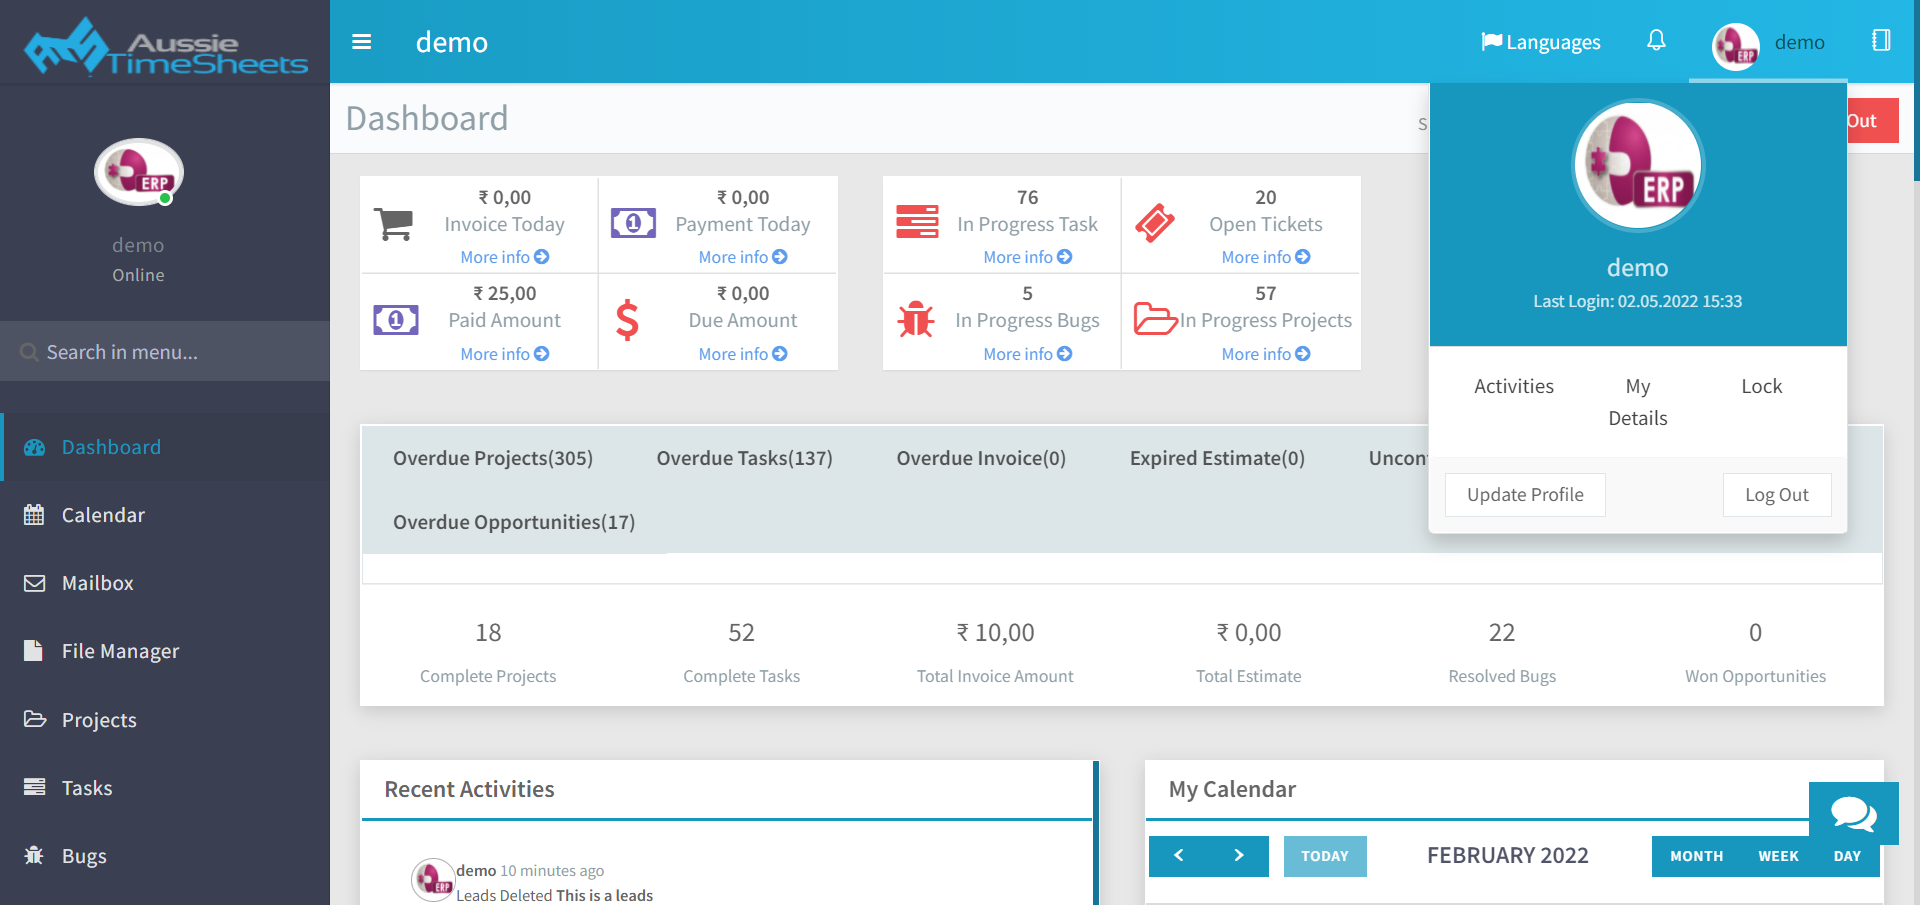 Aussie
TimeSheets
demo
Languages
demo
Dashboard
S
Out
ERP
demo
Online
Search in menu...
Dashboard
Calendar
Mailbox
File Manager
Projects
Tasks
Bugs
₹ 0,00
Invoice Today
More info
₹ 0,00
Payment Today
More info
₹ 25,00
Paid Amount
More info
₹ 0,00
Due Amount
More info
76
In Progress Task
More info
20
Open Tickets
More info
5
In Progress Bugs
More info
57
In Progress Projects
More info
ERP
ERP
demo
Last Login: 02.05.2022 15:33
Activities
My
Details
Lock
Update Profile
Log Out
Overdue Projects(305)
Overdue Tasks(137)
Overdue Invoice(0)
Expired Estimate(0)
Uncon
Overdue Opportunities(17)
18
Complete Projects
52
Complete Tasks
₹ 10,00
Total Invoice Amount
₹ 0,00
Total Estimate
22
Resolved Bugs
0
Won Opportunities
Recent Activities
ERP
demo 10 minutes ago
Leads Deleted This is a leads
My Calendar
TODAY
FEBRUARY 2022
MONTH
WEEK
DAY